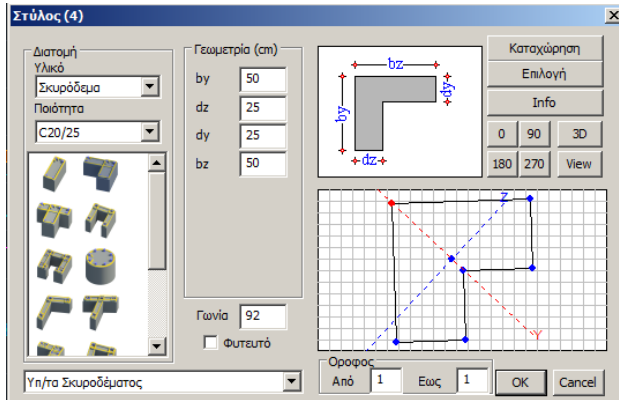 Στύλος (4)
Διατομή
Υλικό
Σκυρόδεμα
Ποιότητα
C20/25
Γεωμετρία (cm)
by 50
dz 25
dy 25
bz 50
Γωνία 92
Φυτευτό
bz
by
dy
dz
Καταχώρηση
Επιλογή
Info
0 90 3D
180 270 View
Z
Y
Υπ/τα Σκυροδέματος
Οροφος
Από 1 Εως 1
OK Cancel